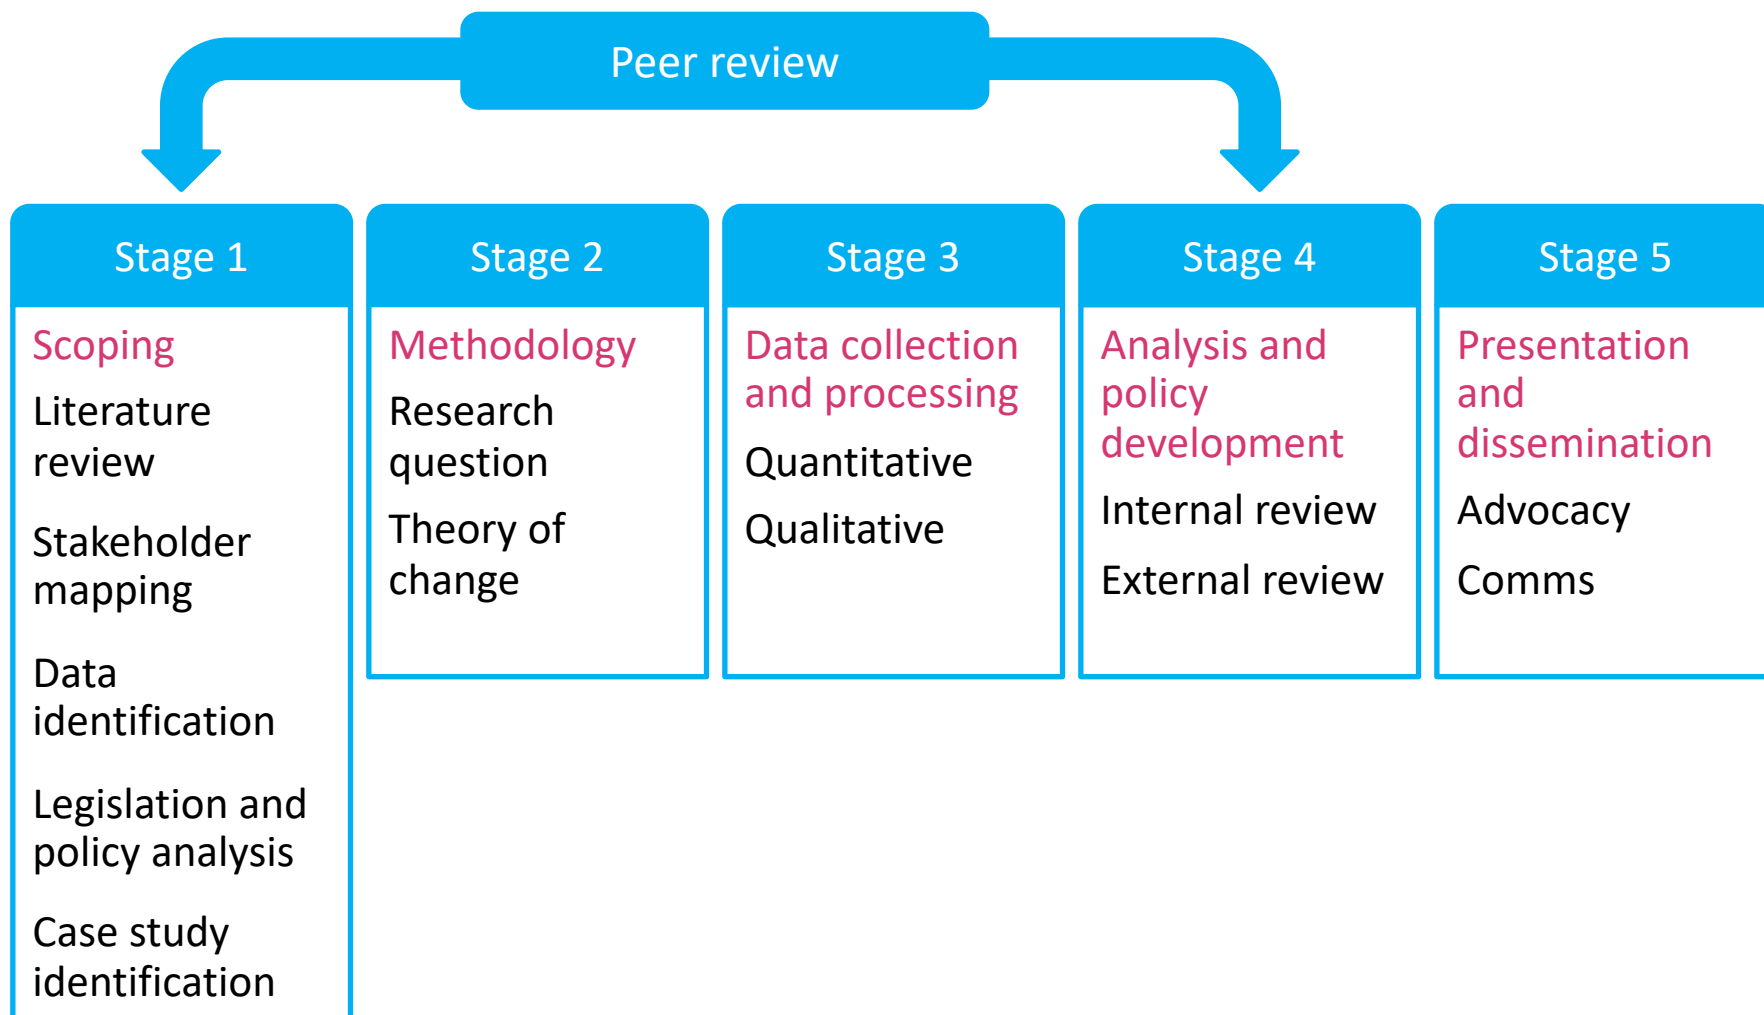 Peer review
Stage 1
Scoping
Literature
review
Stakeholder
mapping
Data
identification
Legislation and
policy analysis
Case study
identification
Stage 2
Methodology
Research
question
Theory of
change
Stage 3
Data collection
and processing
Quantitative
Qualitative
Stage 4
Analysis and
policy
development
Internal review
External review
Stage 5
Presentation
and
dissemination
Advocacy
Comms